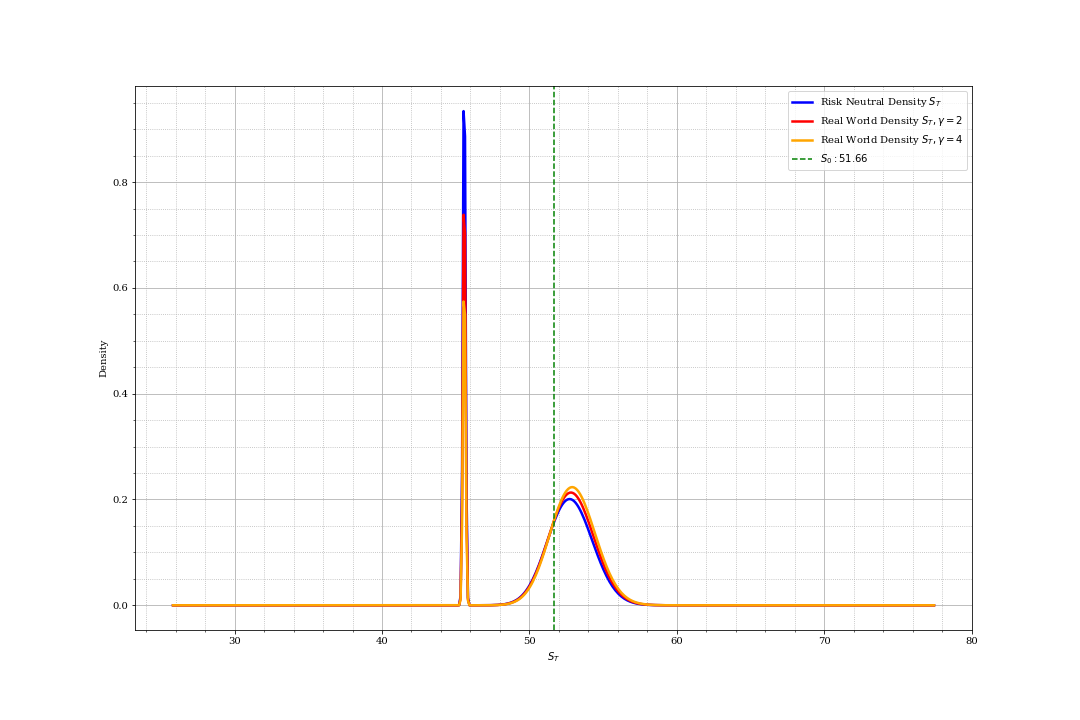 Risk Neutral Density $S_T$
Real World Density $S_T, \gamma = 2$
Real World Density $S_T, \gamma = 4$
$S_0 : 51.66$
0.8
0.6
0.4
0.2
0.0
Density
30
40
50
60
70
80
$S_T$